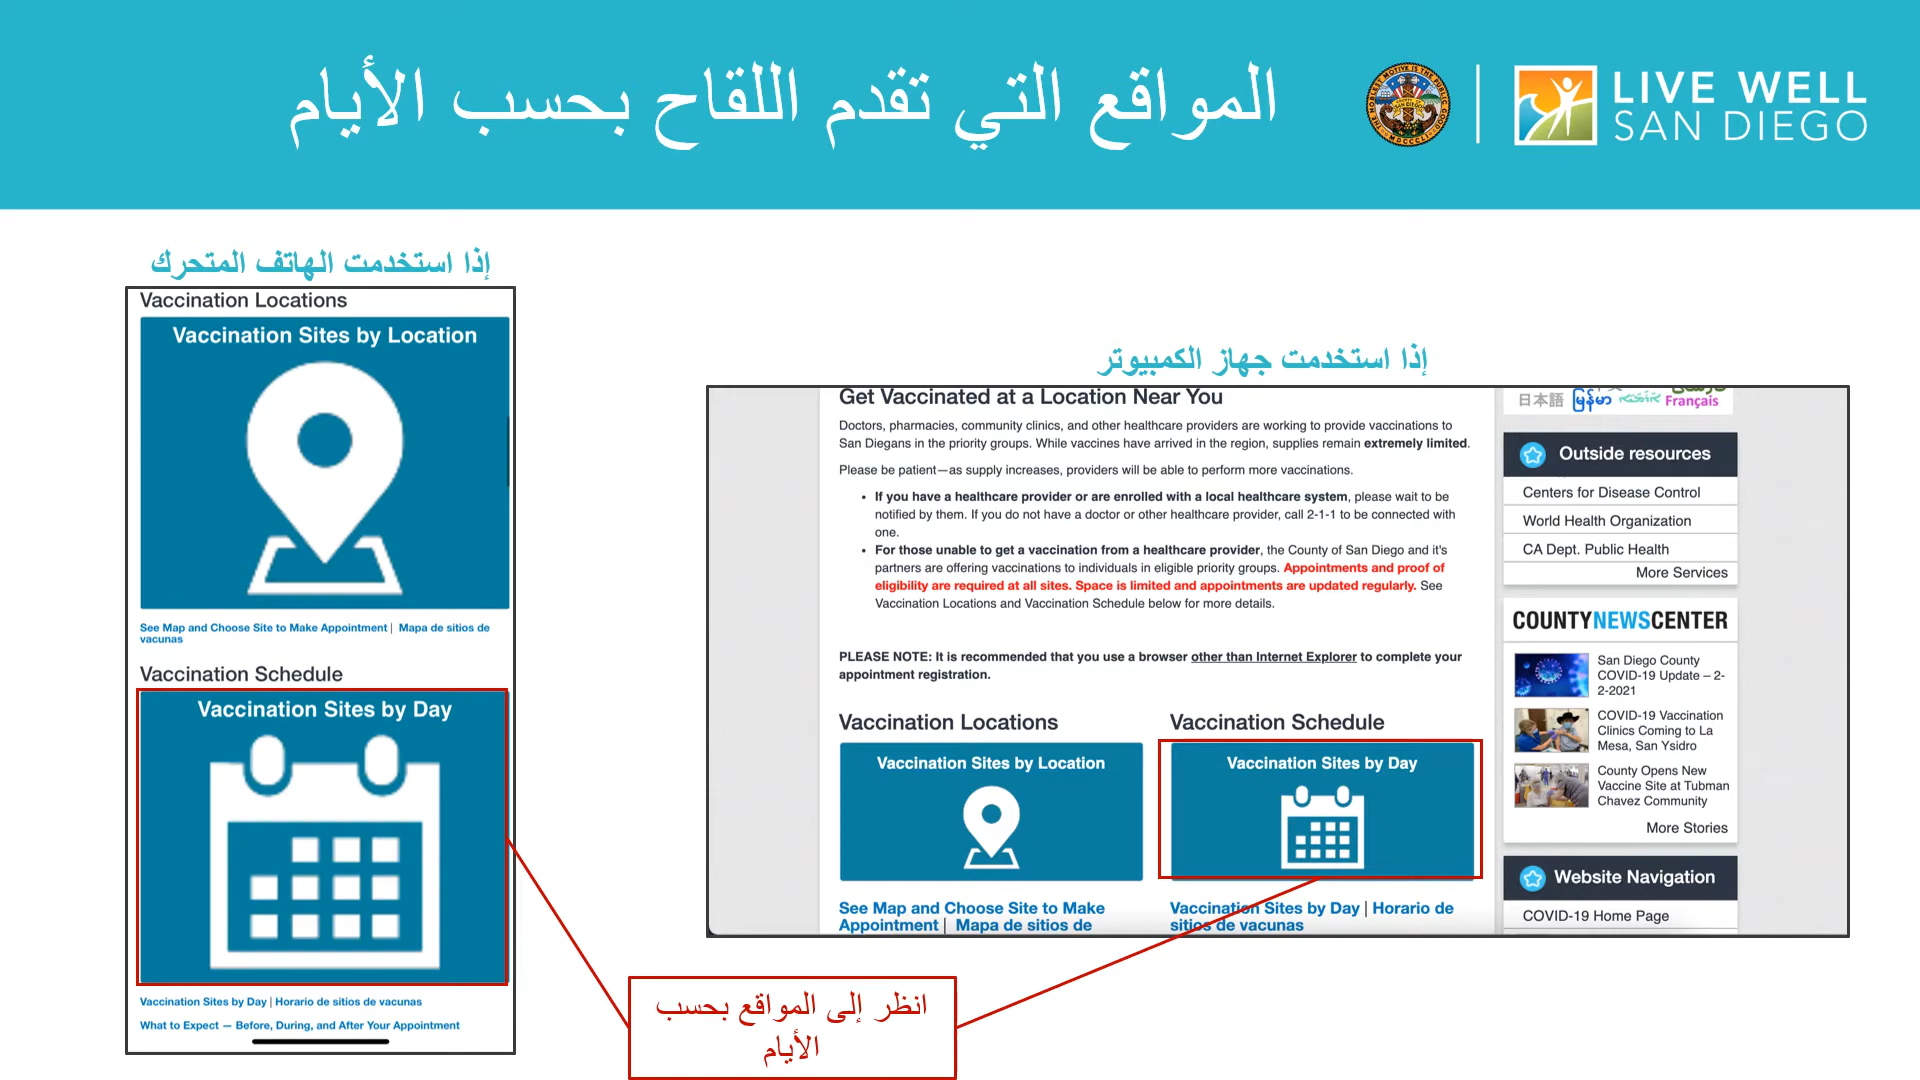 المواقع التي تقدم اللقاح بحسب الأيام
LIVE WELL
SAN DIEGO
إذا استخدمت الهاتف المتحرك
Vaccination Locations
Vaccination Sites by Location
See Map and Choose Site to Make Appointment | Mapa de sitios de
vacunas
Vaccination Schedule
Vaccination Sites by Day
Vaccination Sites by Day | Horario de sitios de vacunas
What to Expect — Before, During, and After Your Appointment
إذا استخدمت جهاز الكمبيوتر
Get Vaccinated at a Location Near You
Doctors, pharmacies, community clinics, and other healthcare providers are working to provide vaccinations to
San Diegans in the priority groups. While vaccines have arrived in the region, supplies remain extremely limited.
Please be patient—as supply increases, providers will be able to perform more vaccinations.
• If you have a healthcare provider or are enrolled with a local healthcare system, please wait to be
notified by them. If you do not have a doctor or other healthcare provider, call 2-1-1 to be connected with
one.
• For those unable to get a vaccination from a healthcare provider, the County of San Diego and it's
partners are offering vaccinations to individuals in eligible priority groups. Appointments and proof of
eligibility are required at all sites. Space is limited and appointments are updated regularly. See
Vaccination Locations and Vaccination Schedule below for more details.
PLEASE NOTE: It is recommended that you use a browser other than Internet Explorer to complete your
appointment registration.
Vaccination Locations
Vaccination Sites by Location
See Map and Choose Site to Make
Appointment | Mapa de sitios de
Vaccination Schedule
Vaccination Sites by Day
Vaccination Sites by Day | Horario de
sitios de vacunas
日本語 မြန်မာ Français
Outside resources
Centers for Disease Control
World Health Organization
CA Dept. Public Health
More Services
COUNTYNEWSCENTER
San Diego County
COVID-19 Update – 2-
2-2021
COVID-19 Vaccination
Clinics Coming to La
Mesa, San Ysidro
County Opens New
Vaccine Site at Tubman
Chavez Community
More Stories
Website Navigation
COVID-19 Home Page
انظر إلى المواقع بحسب
الأيام